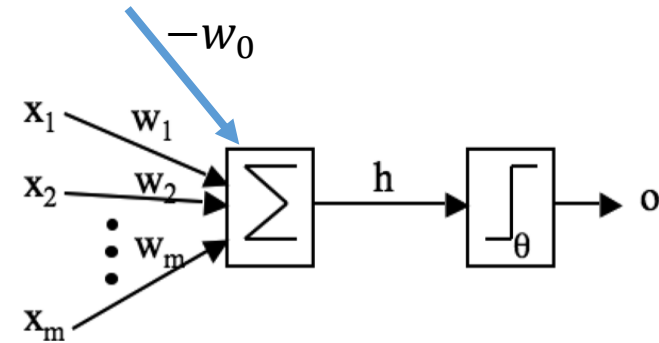 −w₀
x₁ w₁
x₂ w₂ h o
wₘ θ
xₘ